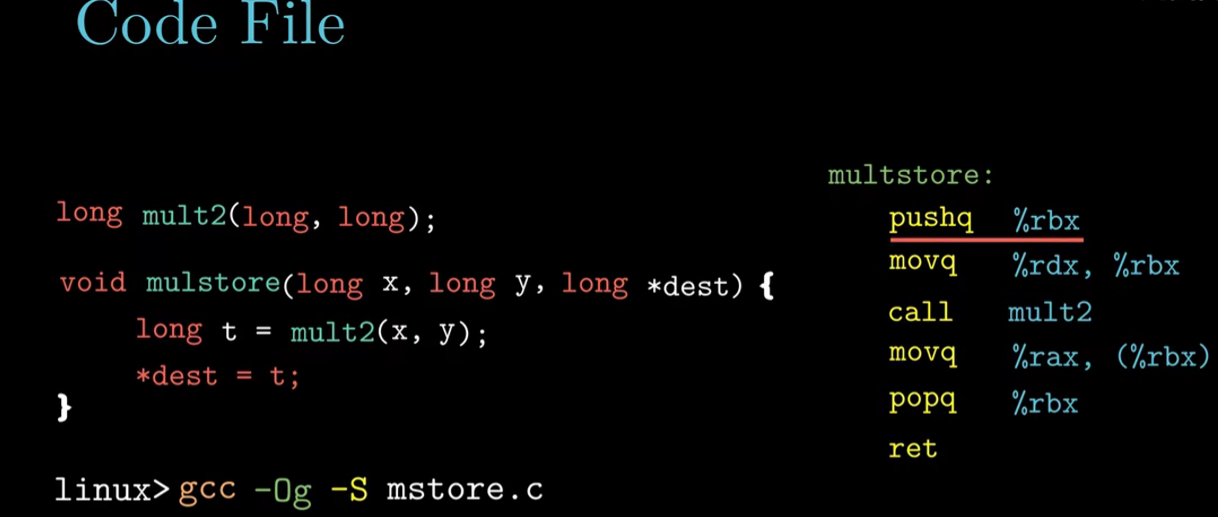 Code File
long mult2(long, long);
void mulstore(long x, long y, long *dest) {
long t = mult2(x, y);
*dest = t;
}
linux> gcc -Og -S mstore.c
multstore:
pushq %rbx
movq %rdx, %rbx
call mult2
movq %rax, (%rbx)
popq %rbx
ret